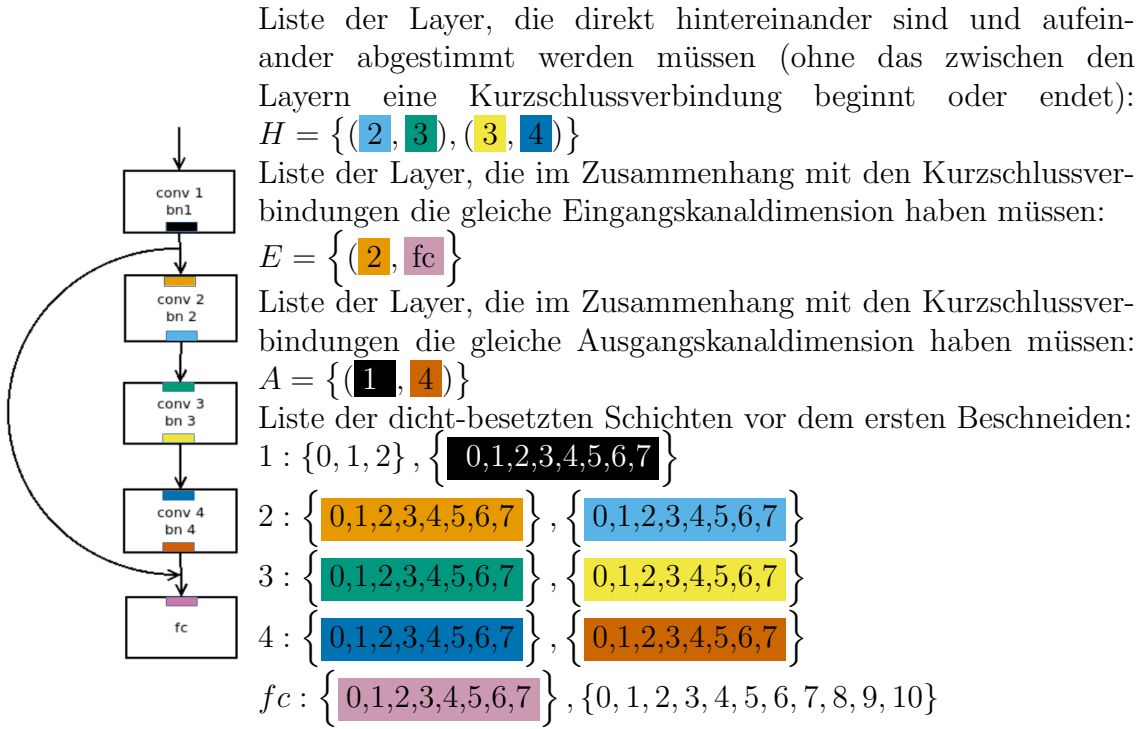 Liste der Layer, die direkt hintereinander sind und aufein-
ander abgestimmt werden müssen (ohne das zwischen den
Layern eine Kurzschlussverbindung beginnt oder endet):
H = {( 2 , 3 ), ( 3 , 4 )}
Liste der Layer, die im Zusammenhang mit den Kurzschlussver-
bindungen die gleiche Eingangskanaldimension haben müssen:
E = {( 2 , fc }
Liste der Layer, die im Zusammenhang mit den Kurzschlussver-
bindungen die gleiche Ausgangskanaldimension haben müssen:
A = {( 1 , 4 )}
Liste der dicht-besetzten Schichten vor dem ersten Beschneiden:
1 : {0, 1, 2} , { 0,1,2,3,4,5,6,7 }
2 : { 0,1,2,3,4,5,6,7 } , { 0,1,2,3,4,5,6,7 }
3 : { 0,1,2,3,4,5,6,7 } , { 0,1,2,3,4,5,6,7 }
4 : { 0,1,2,3,4,5,6,7 } , { 0,1,2,3,4,5,6,7 }
fc : { 0,1,2,3,4,5,6,7 } , {0, 1, 2, 3, 4, 5, 6, 7, 8, 9, 10}
conv 1
bn1
conv 2
bn 2
conv 3
bn 3
conv 4
bn 4
fc